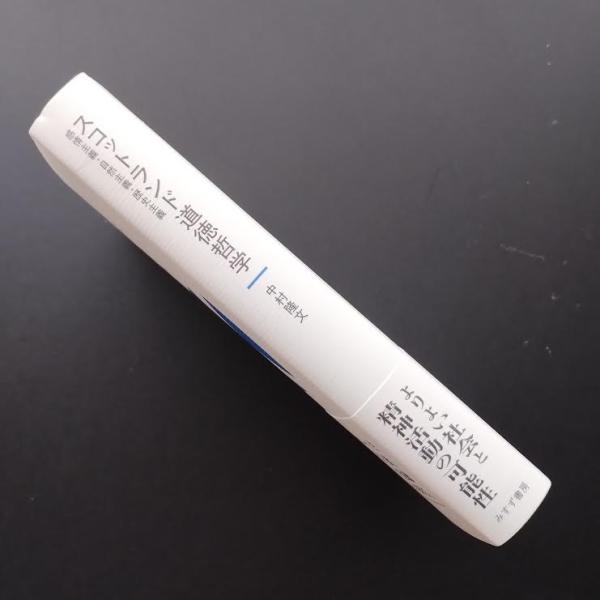 スコットランド道徳哲学
感情主義・自然主義・歴史主義
中村隆文
よりよい社会と
精神活動の可能性
みすず書房